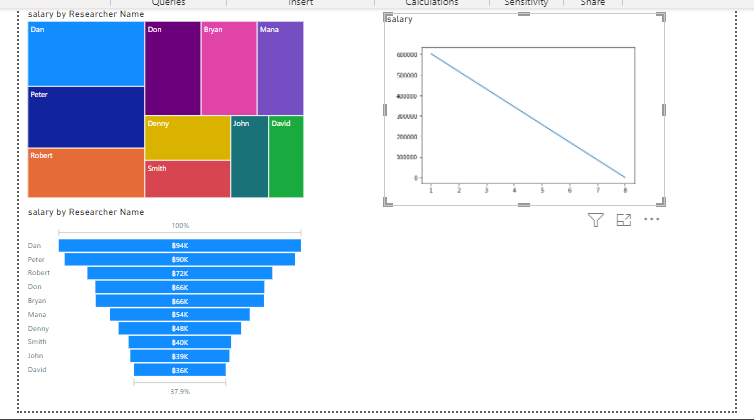 Queries Insert Calculations Sensitivity Share
salary by Researcher Name
Dan
Don
Bryan
Mana
Peter
Denny
John
David
Robert
Smith
salary by Researcher Name
100%
Dan $94K
Peter $90K
Robert $72K
Don $66K
Bryan $66K
Mana $54K
Denny $48K
Smith $40K
John $39K
David $36K
37.9%
salary
600000
500000
400000
300000
200000
100000
0
1 2 3 4 5 6 7 8